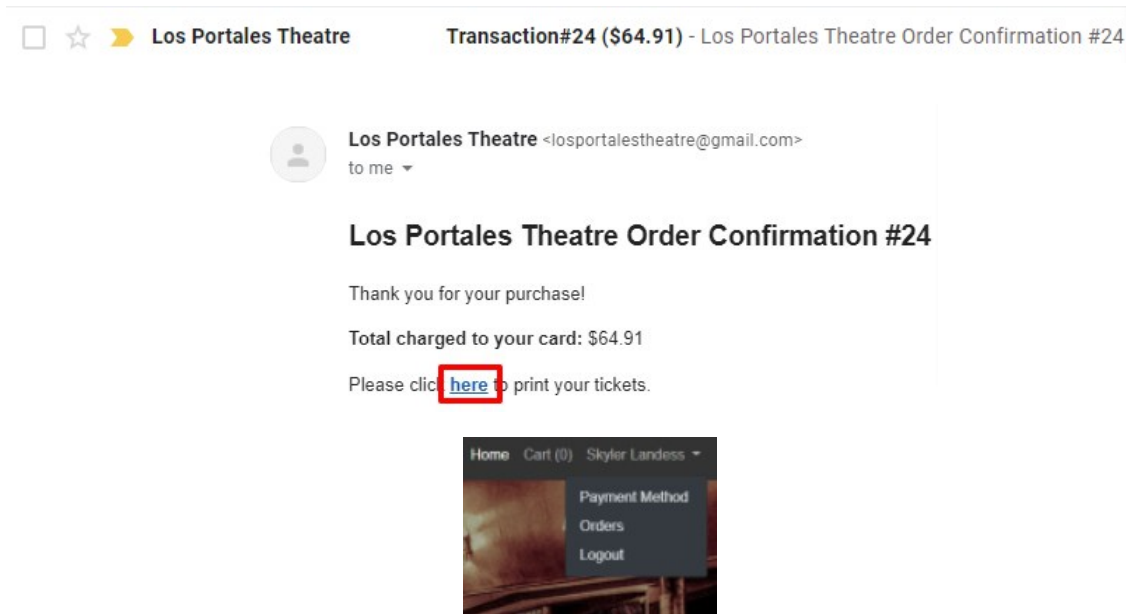 Los Portales Theatre Transaction#24 ($64.91) - Los Portales Theatre Order Confirmation #24
Los Portales Theatre <losportalestheatre@gmail.com>
to me
Los Portales Theatre Order Confirmation #24
Thank you for your purchase!
Total charged to your card: $64.91
Please click here to print your tickets.
Home Cart (0) Skyler Landess
Payment Method
Orders
Logout